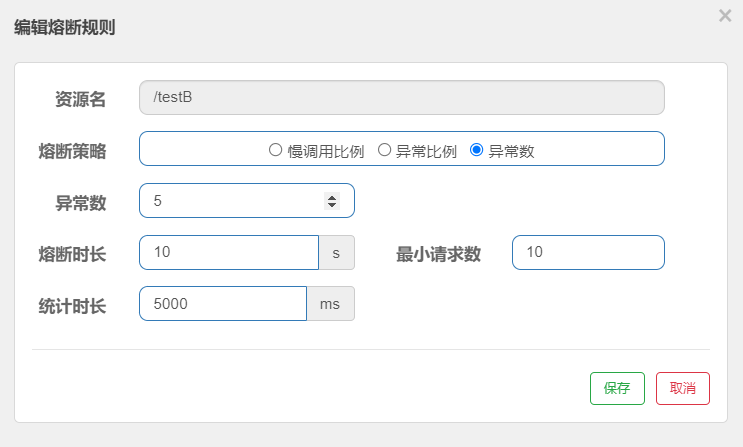 编辑熔断规则
×
资源名 /testB
熔断策略 慢调用比例 异常比例 异常数
异常数 5
熔断时长 10 s 最小请求数 10
统计时长 5000 ms
保存 取消